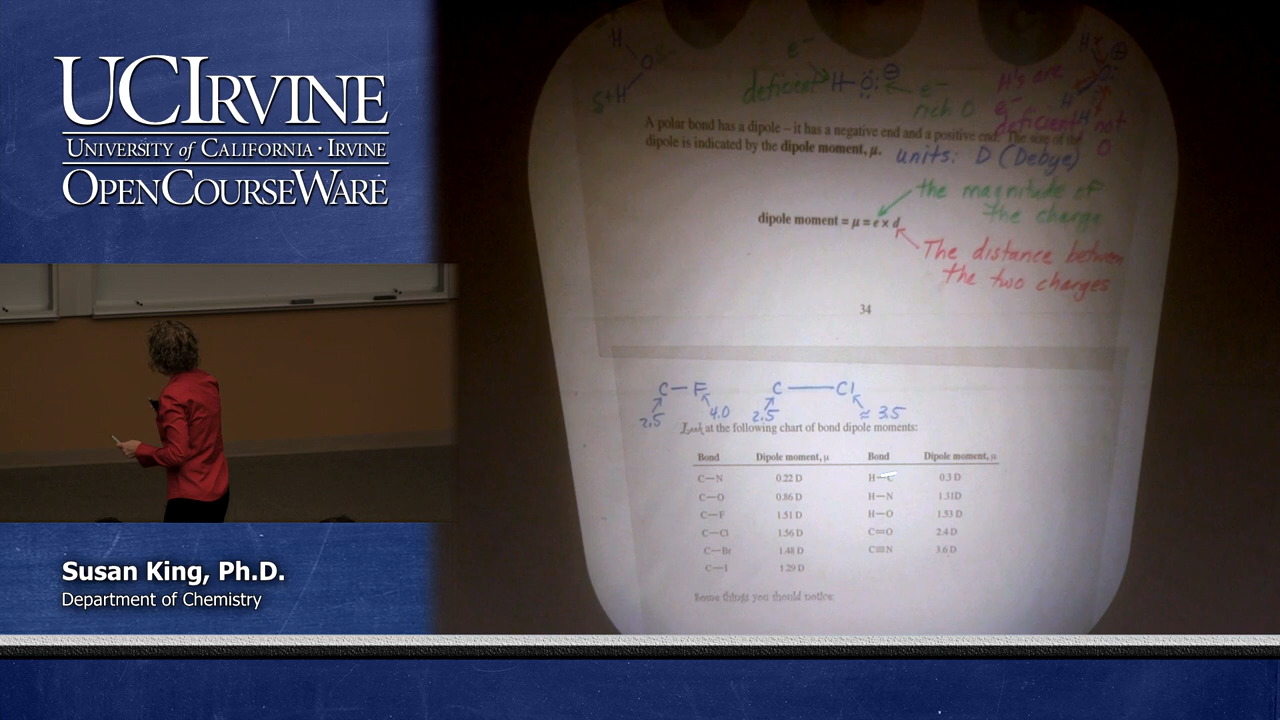 UCIRVINE
UNIVERSITY of CALIFORNIA · IRVINE
OPENCOURSEWARE
Susan King, Ph.D.
Department of Chemistry
H
O
δ+H
e-
deficient
H-O:
⊖
e-
rich O
H's are
e-
deficient
not
O
H
⊕
H
H
A polar bond has a dipole – it has a negative end and a positive end. The size of the
dipole is indicated by the dipole moment, μ. units: D (Debye)
the magnitude of
the charge
dipole moment = μ = e × d
The distance between
the two charges
34
C—F
C—Cl
2.5
4.0
2.5
≈ 3.5
Look at the following chart of bond dipole moments:
Bond Dipole moment, μ Bond Dipole moment, μ
C—N 0.22 D H—C 0.3 D
C—O 0.86 D H—N 1.31D
C—F 1.51 D H—O 1.53 D
C—Cl 1.56 D C=O 2.4 D
C—Br 1.48 D C≡N 3.6 D
C—I 1.29 D
Some things you should notice: